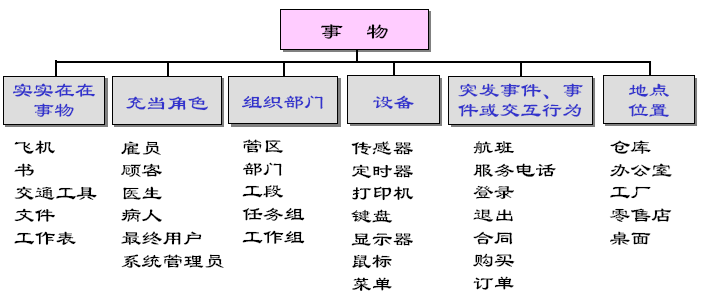 事 物
实实在在
事物
充当角色
组织部门
设备
突发事件、事
件或交互行为
地点
位置
飞机
书
交通工具
文件
工作表
雇员
顾客
医生
病人
最终用户
系统管理员
营区
部门
工段
任务组
工作组
传感器
定时器
打印机
键盘
显示器
鼠标
菜单
航班
服务电话
登录
退出
合同
购买
订单
仓库
办公室
工厂
零售店
桌面